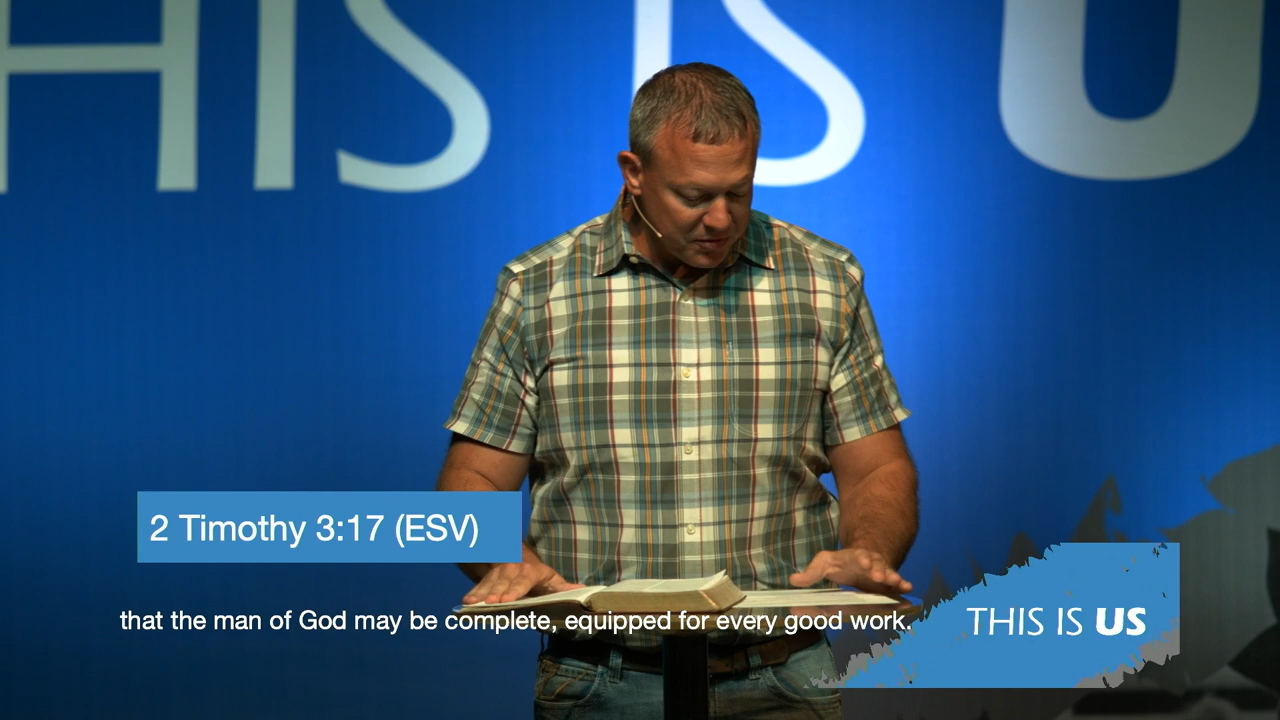 THIS IS U
2 Timothy 3:17 (ESV)
that the man of God may be complete, equipped for every good work.
THIS IS US